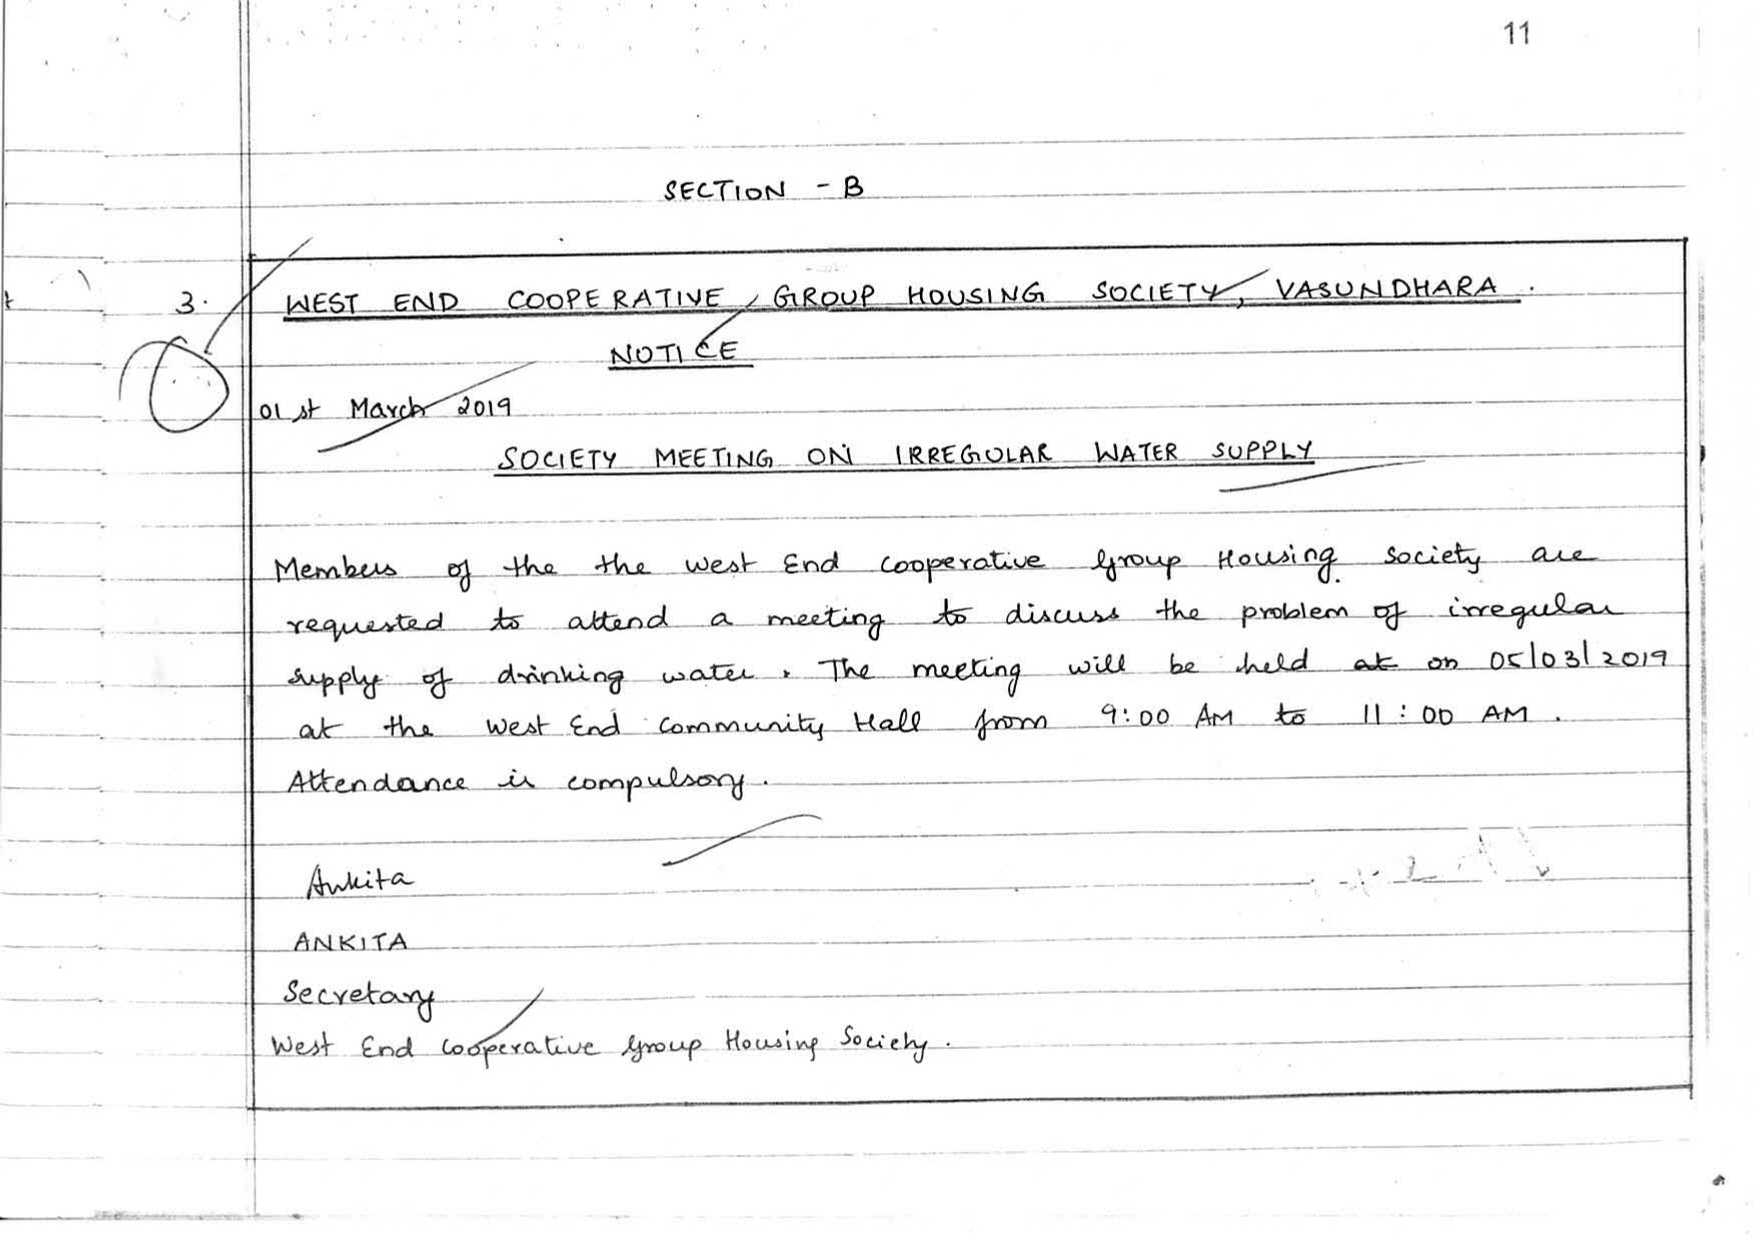 11
SECTION - B
3. WEST END COOPERATIVE GROUP HOUSING SOCIETY, VASUNDHARA.
NOTICE
01st March 2019
SOCIETY MEETING ON IRREGULAR WATER SUPPLY
Members of the the West End Cooperative Group Housing Society are
requested to attend a meeting to discuss the problem of irregular
supply of drinking water. The meeting will be held at on 05/03/2019
at the West End Community Hall from 9:00 AM to 11:00 AM.
Attendance is compulsory.
Ankita
ANKITA
Secretary
West End Cooperative Group Housing Society.